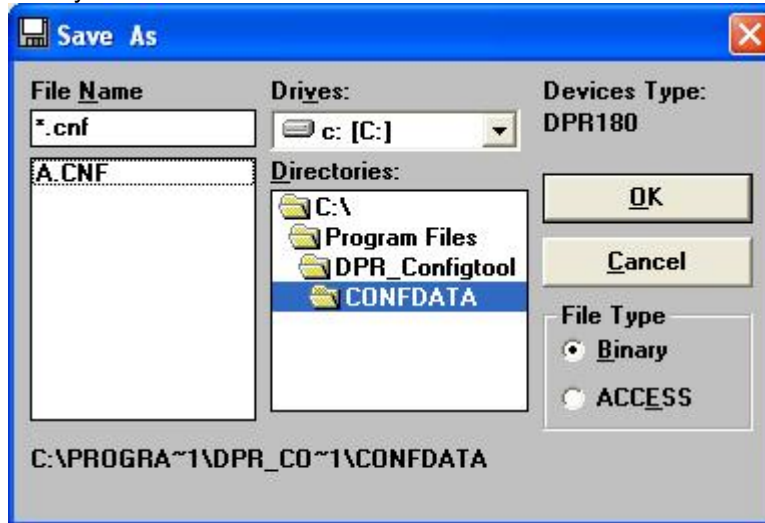 Save As
File Name
*.cnf
A.CNF
Drives:
c: [C:]
Directories:
C:\
Program Files
DPR_Configtool
CONFDATA
Devices Type:
DPR180
OK
Cancel
File Type
Binary
ACCESS
C:\PROGRA~1\DPR_CO~1\CONFDATA